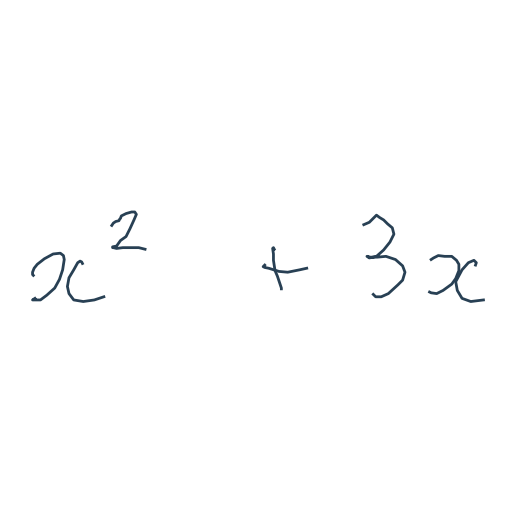 x² + 3x